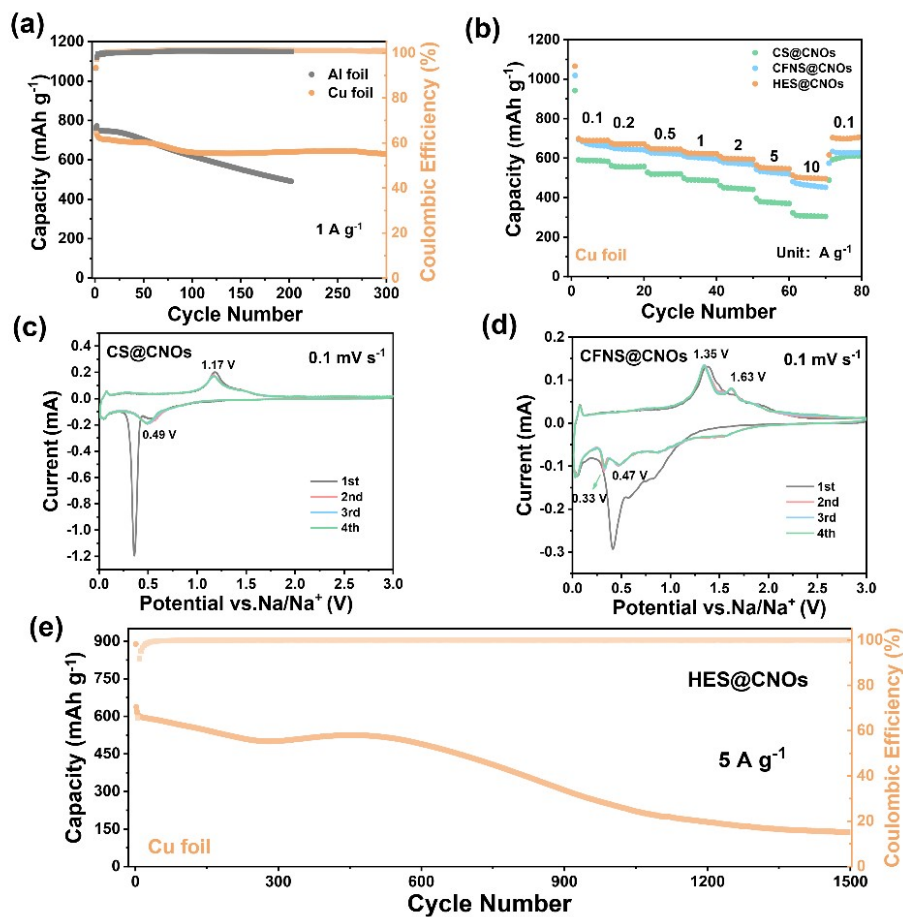 (a)
1200
1000
800
600
400
200
0
Capacity (mAh g⁻¹)
Al foil
Cu foil
1 A g⁻¹
100
80
60
40
20
0
Coulombic Efficiency (%)
0 50 100 150 200 250 300
Cycle Number
(b)
1200
1000
800
600
400
200
0
Capacity (mAh g⁻¹)
CS@CNOs
CFNS@CNOs
HES@CNOs
0.1 0.2 0.5 1 2 5 10 0.1
Cu foil
Unit: A g⁻¹
0 20 40 60 80
Cycle Number
(c)
0.4
0.2
0.0
-0.2
-0.4
-0.6
-0.8
-1.0
-1.2
Current (mA)
CS@CNOs
0.1 mV s⁻¹
1.17 V
0.49 V
1st
2nd
3rd
4th
0.0 0.5 1.0 1.5 2.0 2.5 3.0
Potential vs.Na/Na⁺ (V)
(d)
0.2
0.1
0.0
-0.1
-0.2
-0.3
Current (mA)
CFNS@CNOs
1.35 V
0.1 mV s⁻¹
1.63 V
0.47 V
0.33 V
1st
2nd
3rd
4th
0.0 0.5 1.0 1.5 2.0 2.5 3.0
Potential vs.Na/Na⁺ (V)
(e)
900
750
600
450
300
150
0
Capacity (mAh g⁻¹)
HES@CNOs
5 A g⁻¹
Cu foil
100
80
60
40
20
0
Coulombic Efficiency (%)
0 300 600 900 1200 1500
Cycle Number